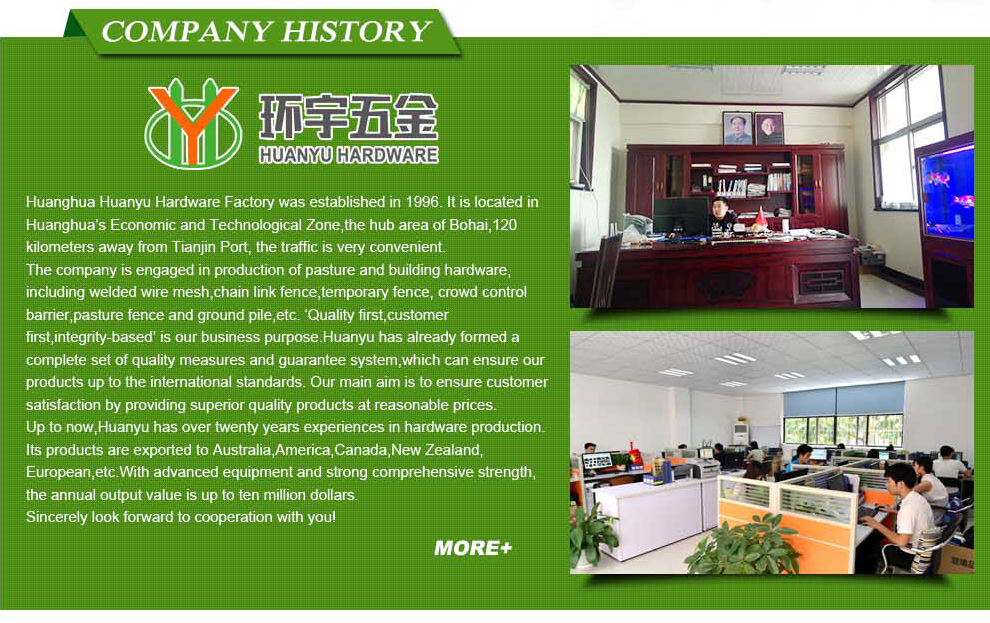 COMPANY HISTORY
环宇五金
HUANYU HARDWARE
Huanghua Huanyu Hardware Factory was established in 1996. It is located in
Huanghua's Economic and Technological Zone,the hub area of Bohai,120
kilometers away from Tianjin Port, the traffic is very convenient.
The company is engaged in production of pasture and building hardware,
including welded wire mesh,chain link fence,temporary fence, crowd control
barrier,pasture fence and ground pile,etc. 'Quality first,customer
first,integrity-based' is our business purpose.Huanyu has already formed a
complete set of quality measures and guarantee system,which can ensure our
products up to the international standards. Our main aim is to ensure customer
satisfaction by providing superior quality products at reasonable prices.
Up to now,Huanyu has over twenty years experiences in hardware production.
Its products are exported to Australia,America,Canada,New Zealand,
European,etc.With advanced equipment and strong comprehensive strength,
the annual output value is up to ten million dollars.
Sincerely look forward to cooperation with you!
MORE+